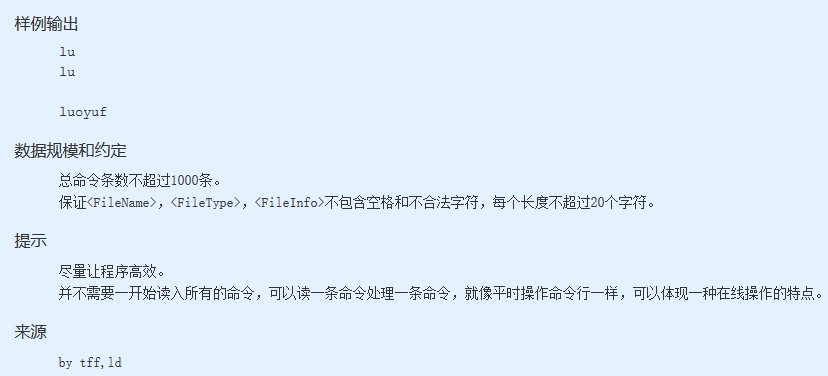 样例输出
lu
lu
luoyuf
数据规模和约定
总命令条数不超过1000条。
保证<FileName>，<FileType>，<FileInfo>不包含空格和不合法字符，每个长度不超过20个字符。
提示
尽量让程序高效。
并不需要一开始读入所有的命令，可以读一条命令处理一条命令，就像平时操作命令行一样，可以体现一种在线操作的特点。
来源
by tff,ld